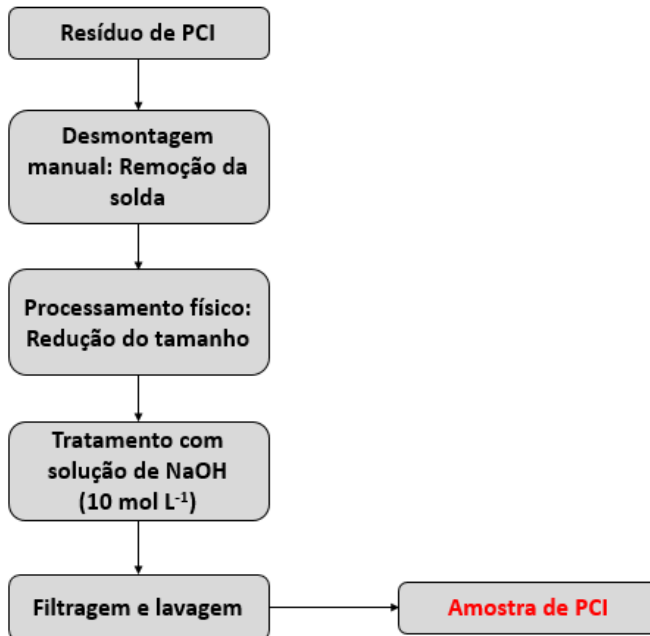 Resíduo de PCI
Desmontagem
manual: Remoção da
solda
Processamento físico:
Redução do tamanho
Tratamento com
solução de NaOH
(10 mol L⁻¹)
Filtragem e lavagem
Amostra de PCI